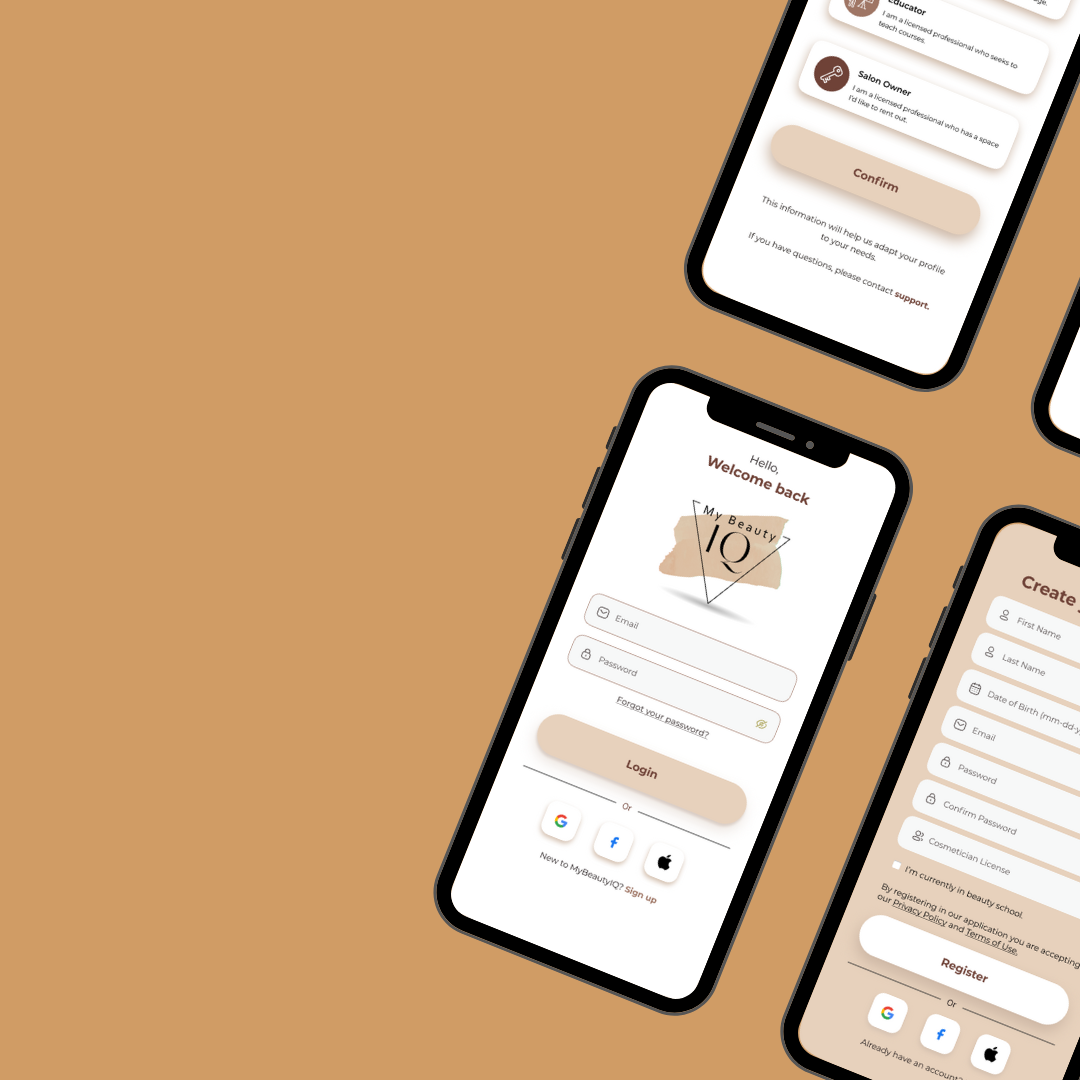 age.
Educator
I am a licensed professional who seeks to
teach courses.
Salon Owner
I am a licensed professional who has a space
I'd like to rent out.
Confirm
This information will help us adapt your profile
to your needs.
If you have questions, please contact support.
Hello,
Welcome back
My Beauty
IQ
Email
Password
Forgot your password?
Login
Or
New to MyBeautyIQ? Sign up
Create
First Name
Last Name
Date of Birth (mm-dd-y
Email
Password
Confirm Password
Cosmetician License
I'm currently in beauty school.
By registering in our application you are accepting
our Privacy Policy and Terms of Use.
Register
Or
Already have an account?